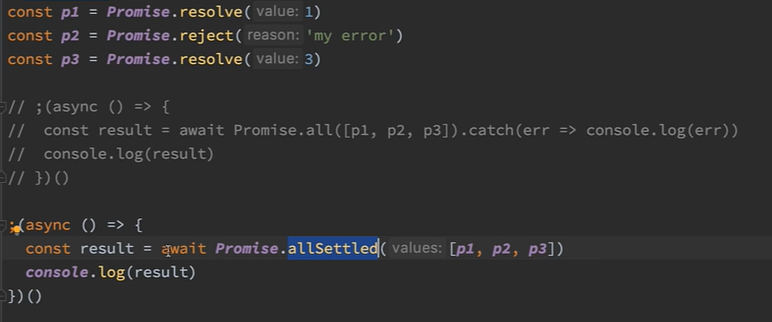 const p1 = Promise.resolve( value: 1)
const p2 = Promise.reject( reason: 'my error')
const p3 = Promise.resolve( value: 3)
// ;(async () => {
//  const result = await Promise.all([p1, p2, p3]).catch(err => console.log(err))
//  console.log(result)
// })()
;(async () => {
  const result = await Promise.allSettled( values: [p1, p2, p3])
  console.log(result)
})()